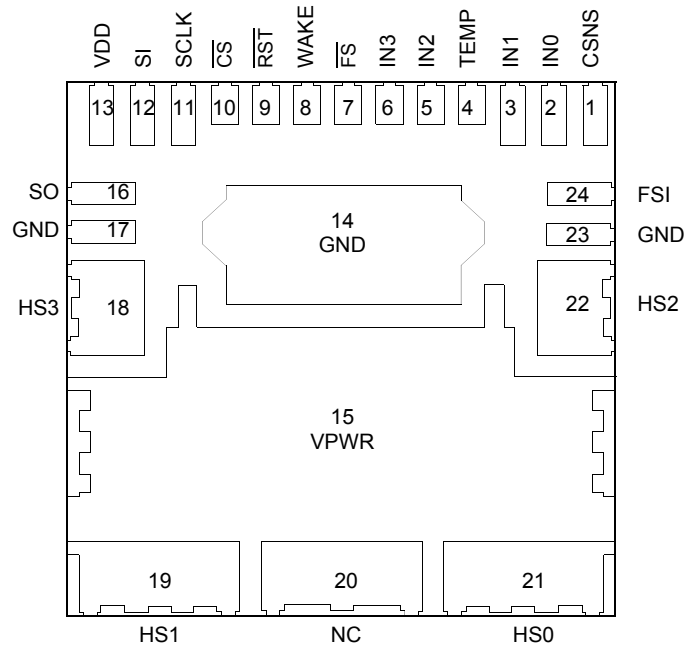 VDD SI SCLK CS RST WAKE FS IN3 IN2 TEMP IN1 IN0 CSNS
13 12 11 10 9 8 7 6 5 4 3 2 1
SO 16 24 FSI
14
GND 17 GND 23 GND
HS3 18 22 HS2
15
VPWR
19 20 21
HS1 NC HS0